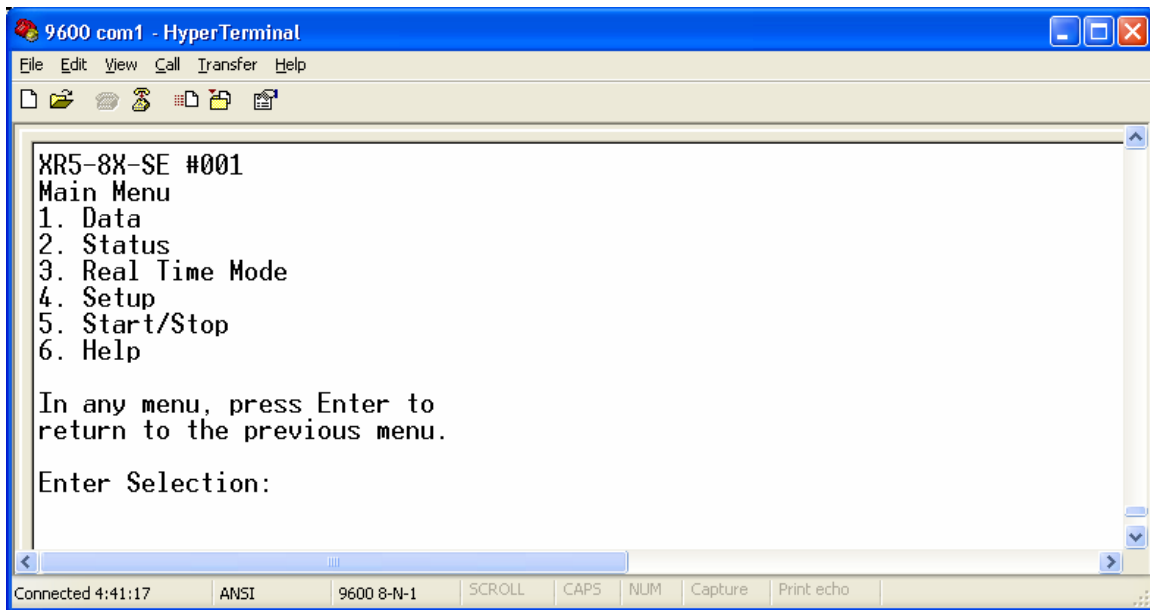 9600 com1 - HyperTerminal
File Edit View Call Transfer Help
XR5-8X-SE #001
Main Menu
1. Data
2. Status
3. Real Time Mode
4. Setup
5. Start/Stop
6. Help
In any menu, press Enter to
return to the previous menu.
Enter Selection:
Connected 4:41:17 ANSI 9600 8-N-1 SCROLL CAPS NUM Capture Print echo